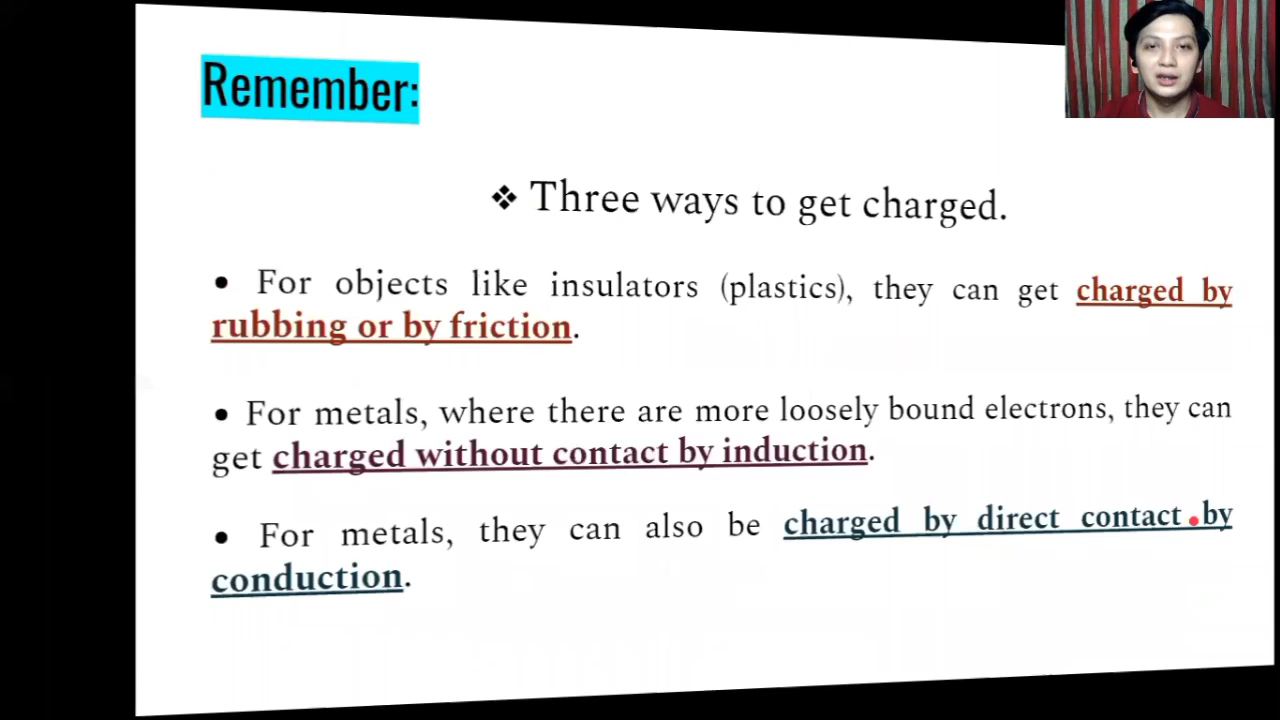 Remember:
❖ Three ways to get charged.
• For objects like insulators (plastics), they can get charged by
rubbing or by friction.
• For metals, where there are more loosely bound electrons, they can
get charged without contact by induction.
• For metals, they can also be charged by direct contact by
conduction.